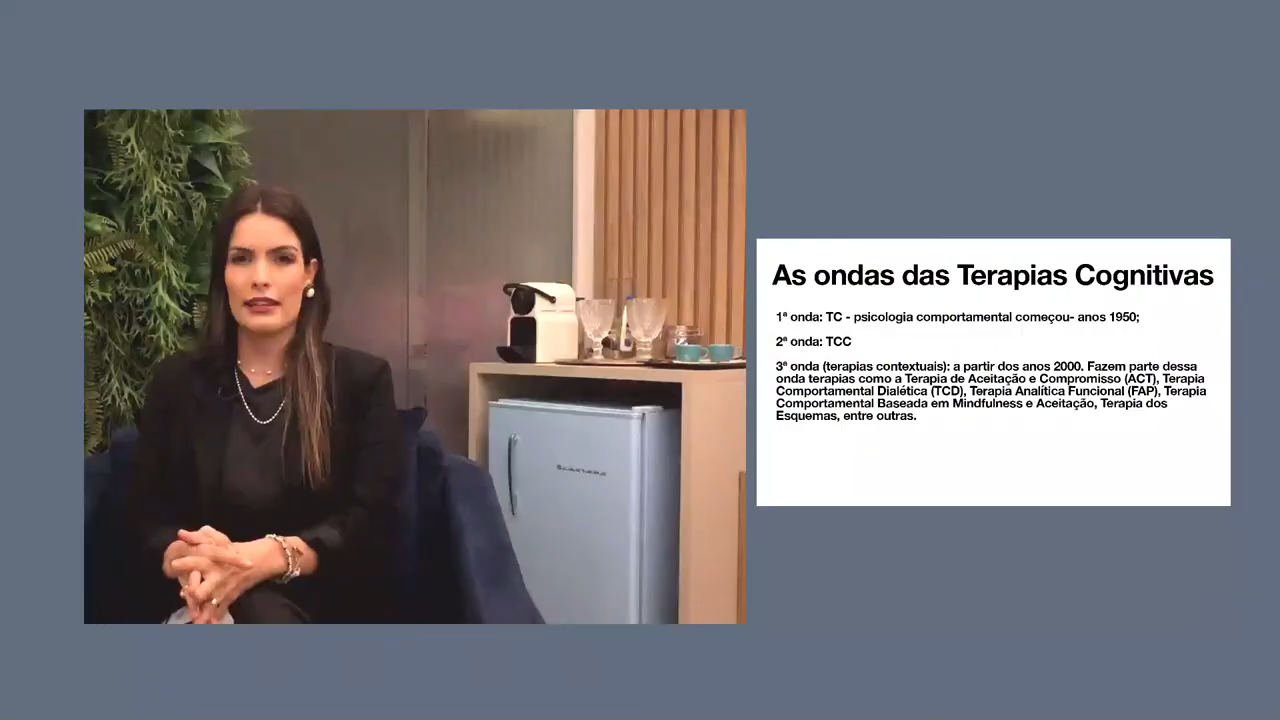 As ondas das Terapias Cognitivas
1ª onda: TC - psicologia comportamental começou- anos 1950;
2ª onda: TCC
3ª onda (terapias contextuais): a partir dos anos 2000. Fazem parte dessa
onda terapias como a Terapia de Aceitação e Compromisso (ACT), Terapia
Comportamental Dialética (TCD), Terapia Analítica Funcional (FAP), Terapia
Comportamental Baseada em Mindfulness e Aceitação, Terapia dos
Esquemas, entre outras.